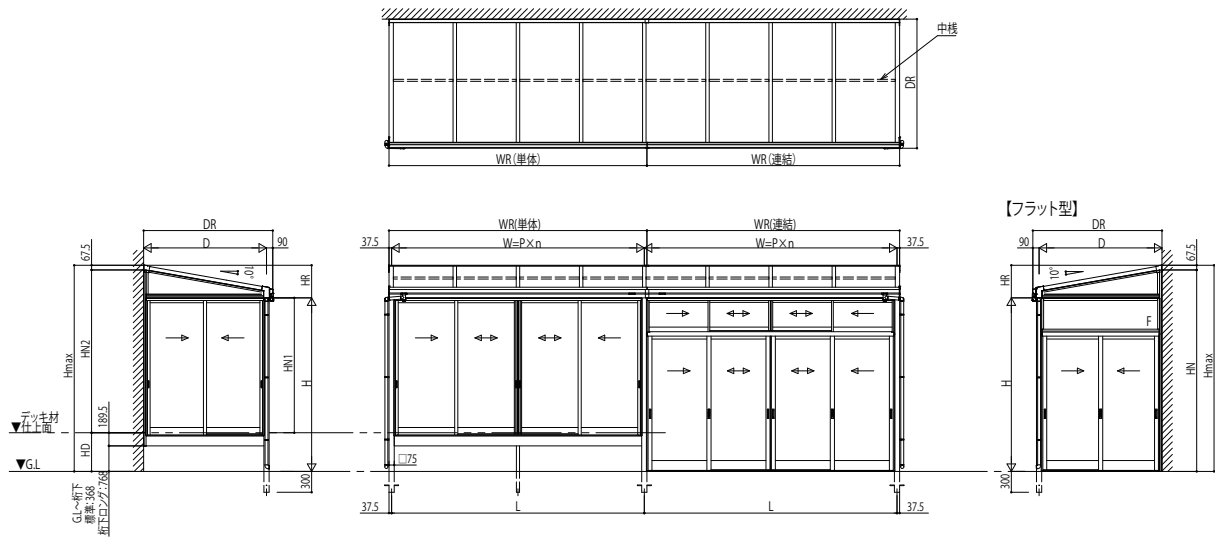 中桟
DR
WR(単体)
WR(連結)
DR
D
90
67.5
10°
HR
Hmax
HN2
HN1
H
189.5
デッキ材
▼仕上面
HD
▼G.L
300
G.L～桁下
標準:368
桁下ロング:768
WR(単体)
WR(連結)
37.5
W=P×n
W=P×n
37.5
□75
37.5
L
L
37.5
【フラット型】
DR
90
D
67.5
HR
10°
F
H
HN
Hmax
300